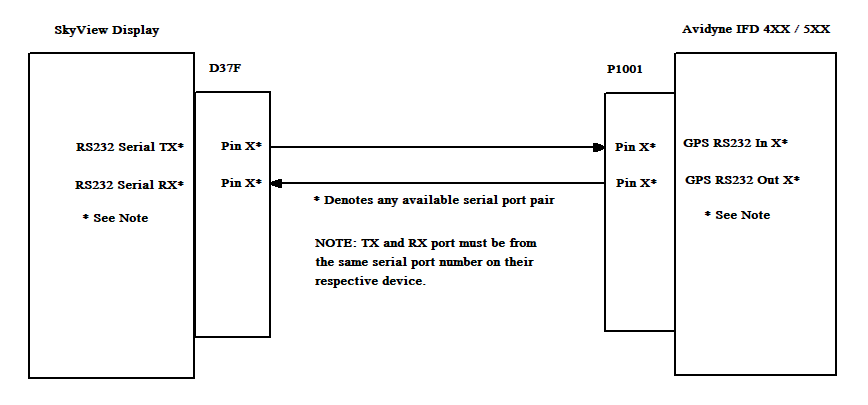 SkyView Display
Avidyne IFD 4XX / 5XX
D37F
P1001
RS232 Serial TX*
Pin X*
Pin X*
GPS RS232 In X*
RS232 Serial RX*
Pin X*
Pin X*
GPS RS232 Out X*
* See Note
* Denotes any available serial port pair
* See Note
NOTE: TX and RX port must be from
the same serial port number on their
respective device.